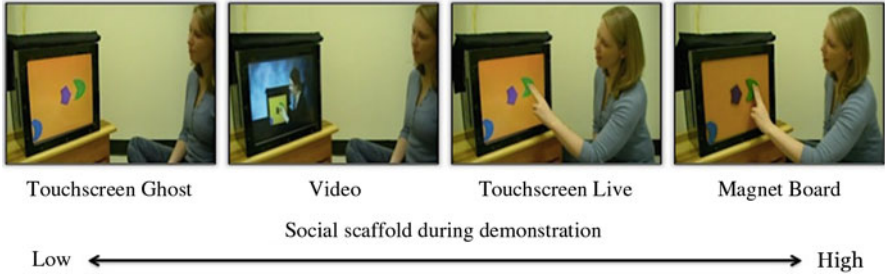 Touchscreen Ghost
Video
Touchscreen Live
Magnet Board
Social scaffold during demonstration
Low
High